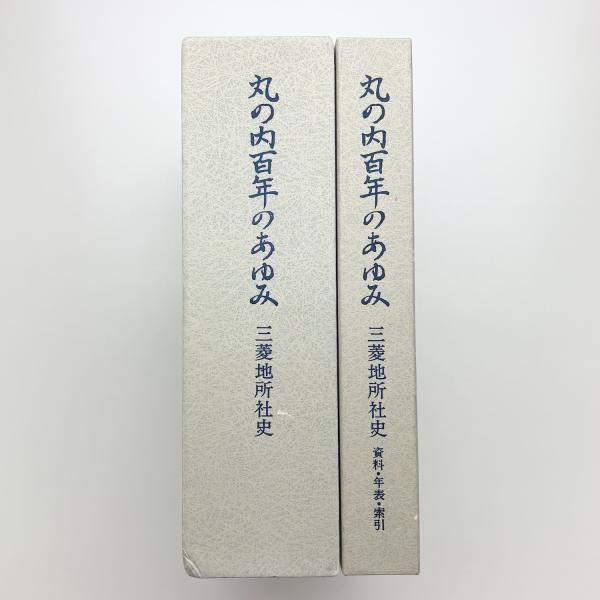 丸の内百年のあゆみ
三菱地所社史
丸の内百年のあゆみ
三菱地所社史
資料・年表・索引